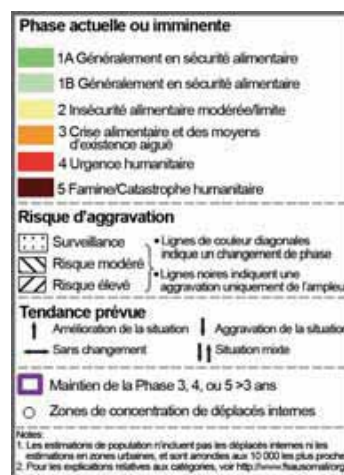 Phase actuelle ou imminente
1A Généralement en sécurité alimentaire
1B Généralement en sécurité alimentaire
2 Insécurité alimentaire modérée/limite
3 Crise alimentaire et des moyens
d'existence aiguë
4 Urgence humanitaire
5 Famine/Catastrophe humanitaire
Risque d'aggravation
Surveillance
Risque modéré
Risque élevé
• Lignes de couleur diagonales
indique un changement de phase
• Lignes noires indiquent une
aggravation uniquement de l'ampleu
Tendance prévue
Amélioration de la situation
Aggravation de la situation
Sans changement
Situation mixte
Maintien de la Phase 3, 4, ou 5 >3 ans
Zones de concentration de déplacés internes
Notes:
1. Les estimations de population n'incluent pas les déplacés internes ni les
estimations en zones urbaines, et sont arrondies aux 10 000 les plus proche
2. Pour les explications relatives aux catégories, voir http://www.fsausomali/org